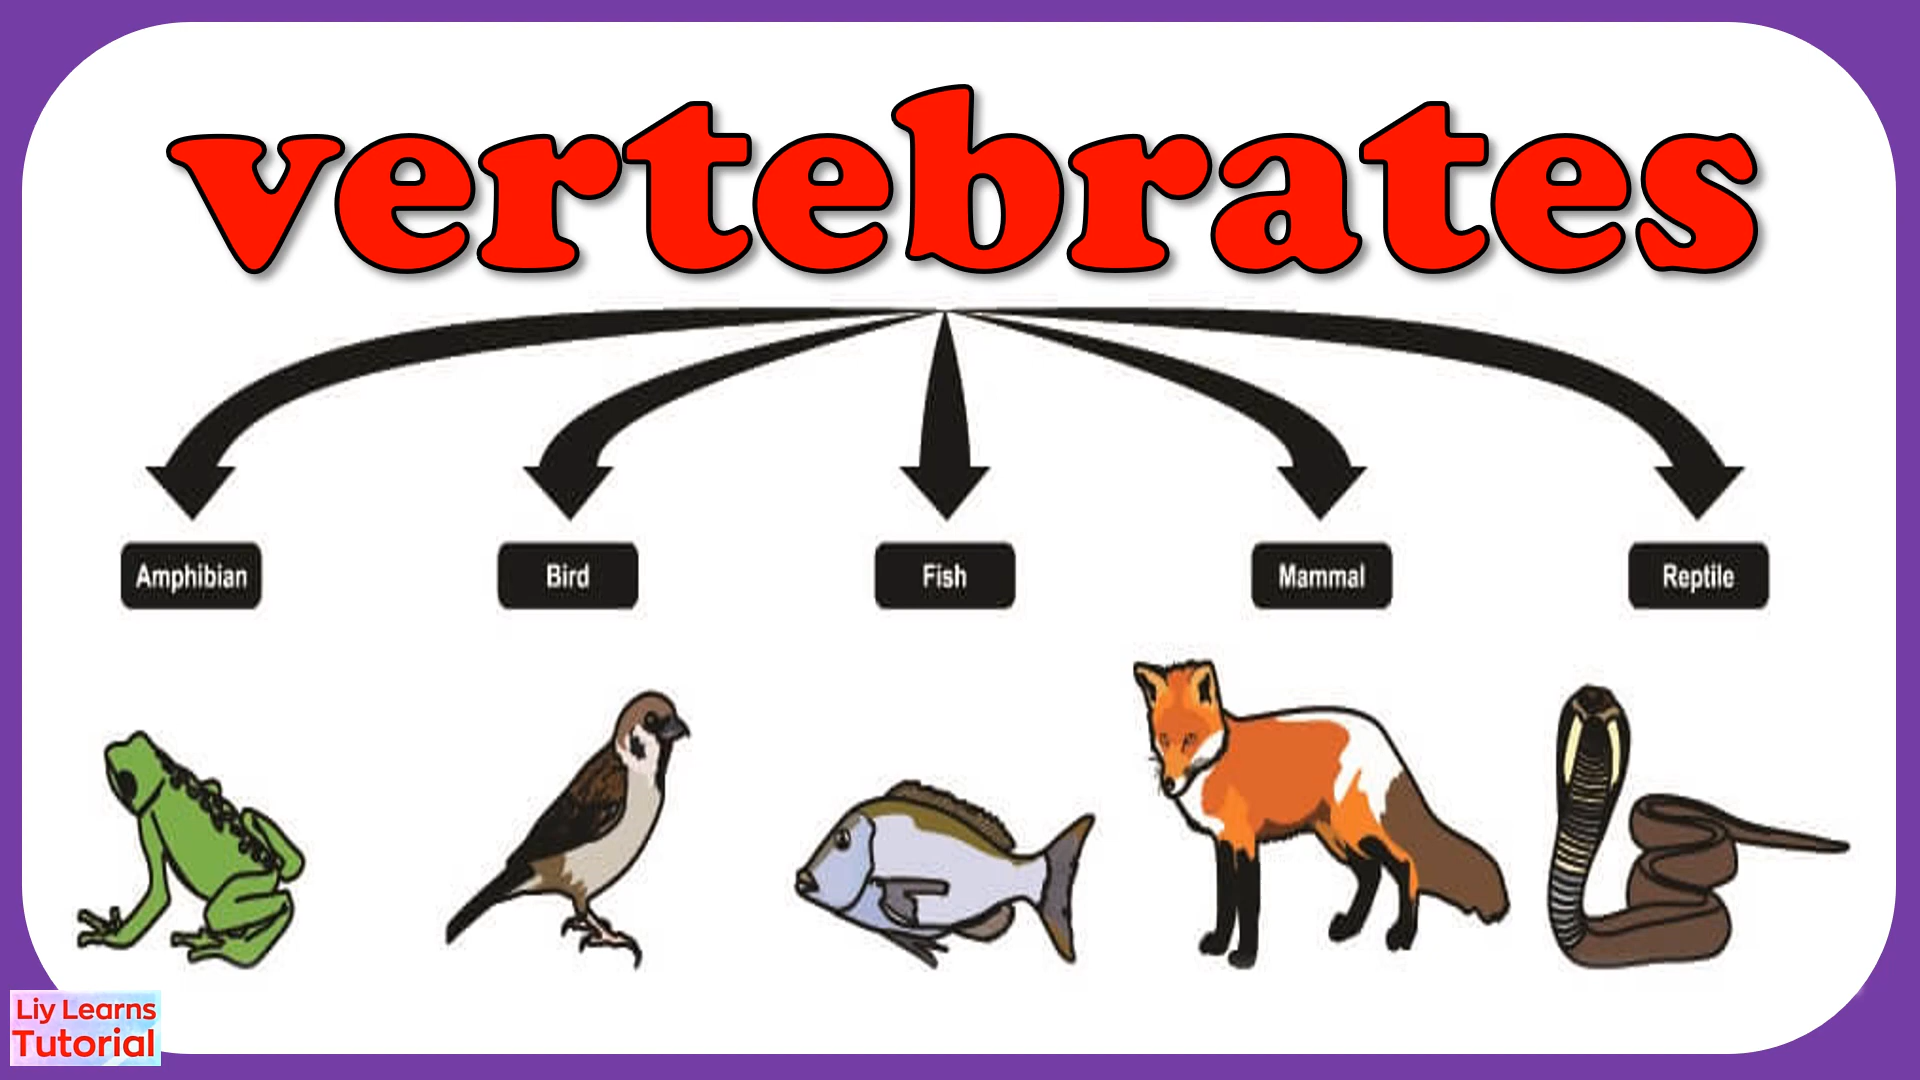 vertebrates
Amphibian
Bird
Fish
Mammal
Reptile
Liy Learns
Tutorial